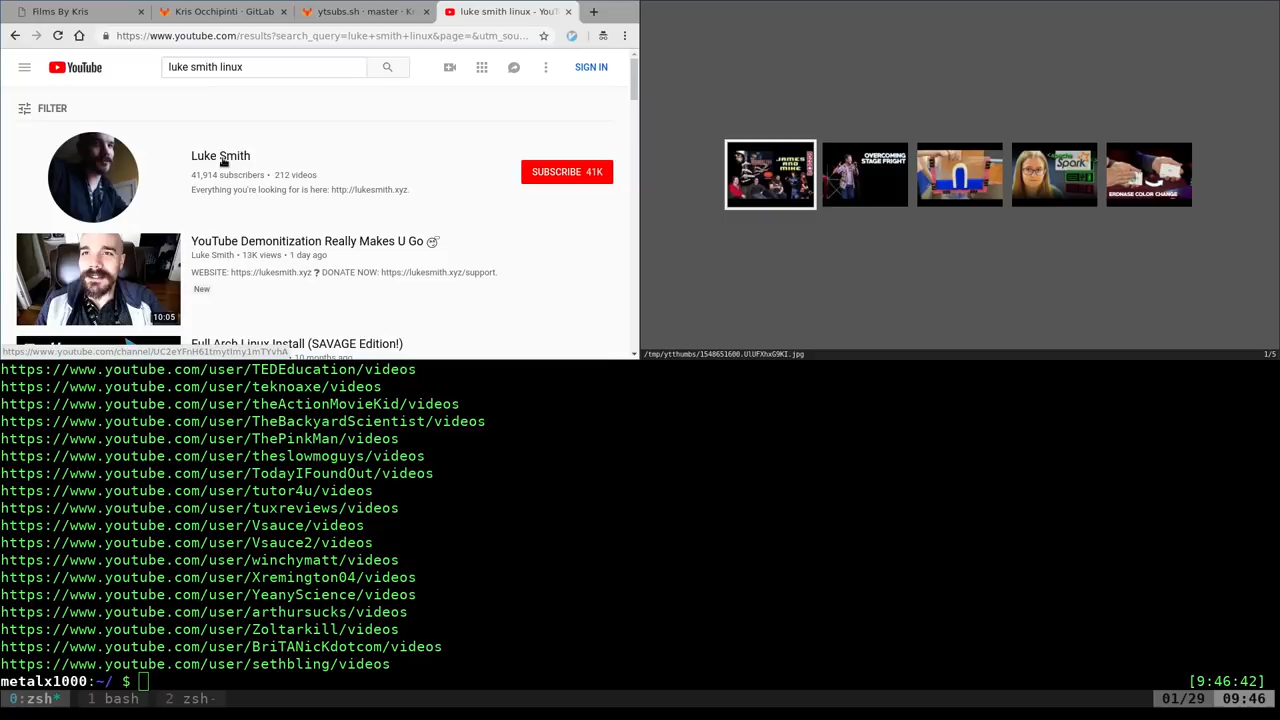 Films By Kris
Kris Occhipinti · GitLab
ytsubs.sh · master · K
luke smith linux - YouT
https://www.youtube.com/results?search_query=luke+smith+linux&page=&utm_sou...
YouTube
luke smith linux
SIGN IN
FILTER
Luke Smith
41,914 subscribers • 212 videos
Everything you're looking for is here: http://lukesmith.xyz.
SUBSCRIBE 41K
YouTube Demonitization Really Makes U Go 😴
Luke Smith • 13K views • 1 day ago
WEBSITE: https://lukesmith.xyz ❓ DONATE NOW: https://lukesmith.xyz/support.
New
10:05
Full Arch Linux Install (SAVAGE Edition!)
10 months ago
JAMES AND MIKE
OVERCOMING STAGE FRIGHT
Spark
ERDNASE COLOR CHANGE
/tmp/ytthumbs/1548651600.UlUFXhxG9KI.jpg
1/5
https://www.youtube.com/user/TEDEducation/videos
https://www.youtube.com/user/teknoaxe/videos
https://www.youtube.com/user/theActionMovieKid/videos
https://www.youtube.com/user/TheBackyardScientist/videos
https://www.youtube.com/user/ThePinkMan/videos
https://www.youtube.com/user/theslowmoguys/videos
https://www.youtube.com/user/TodayIFoundOut/videos
https://www.youtube.com/user/tutor4u/videos
https://www.youtube.com/user/tuxreviews/videos
https://www.youtube.com/user/Vsauce/videos
https://www.youtube.com/user/Vsauce2/videos
https://www.youtube.com/user/winchymatt/videos
https://www.youtube.com/user/Xremington04/videos
https://www.youtube.com/user/YeanyScience/videos
https://www.youtube.com/user/arthursucks/videos
https://www.youtube.com/user/Zoltarkill/videos
https://www.youtube.com/user/BriTANicKdotcom/videos
https://www.youtube.com/user/sethbling/videos
metalx1000:~/ $ [9:46:42]
0:zsh* 1 bash 2 zsh- 01/29 09:46